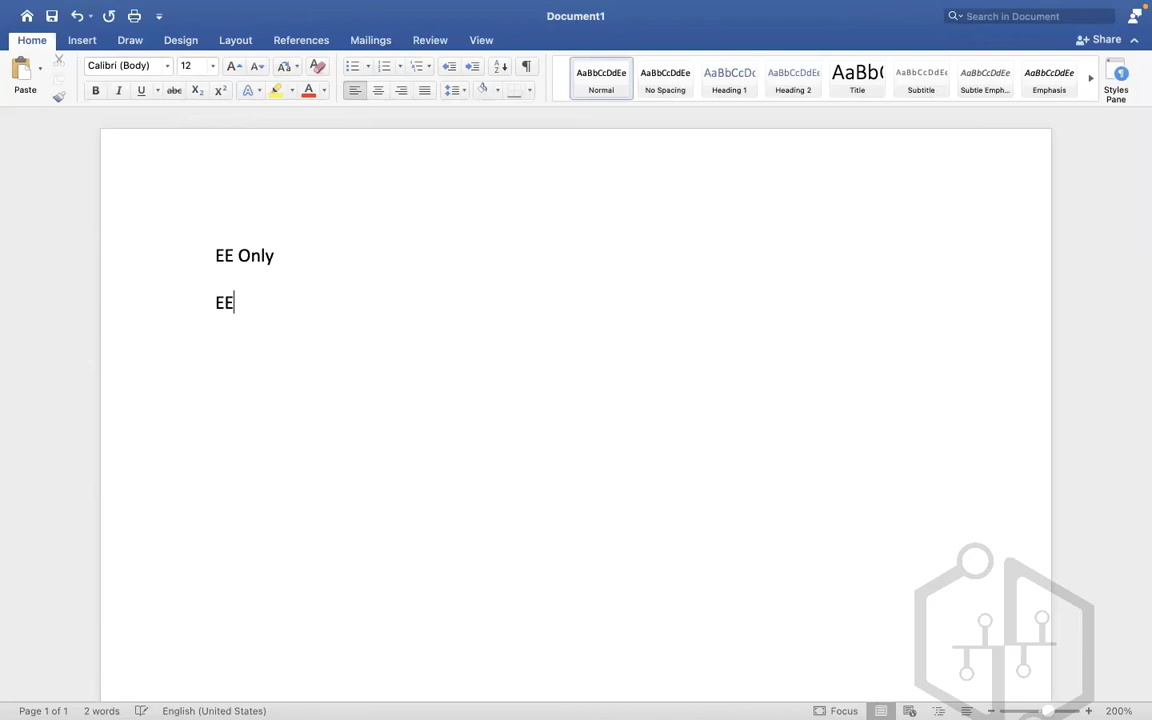 Document1
Search in Document
Home Insert Draw Design Layout References Mailings Review View
Share
Paste
Calibri (Body) 12
AaBbCcDdEe AaBbCcDdEe AaBbCcDc AaBbCcDdEe AaBb( AaBbCcDdEe AaBbCcDdEe AaBbCcDdEe
Normal No Spacing Heading 1 Heading 2 Title Subtitle Subtle Emph... Emphasis
Styles
Pane
EE Only
EE
Page 1 of 1 2 words English (United States) Focus 200%